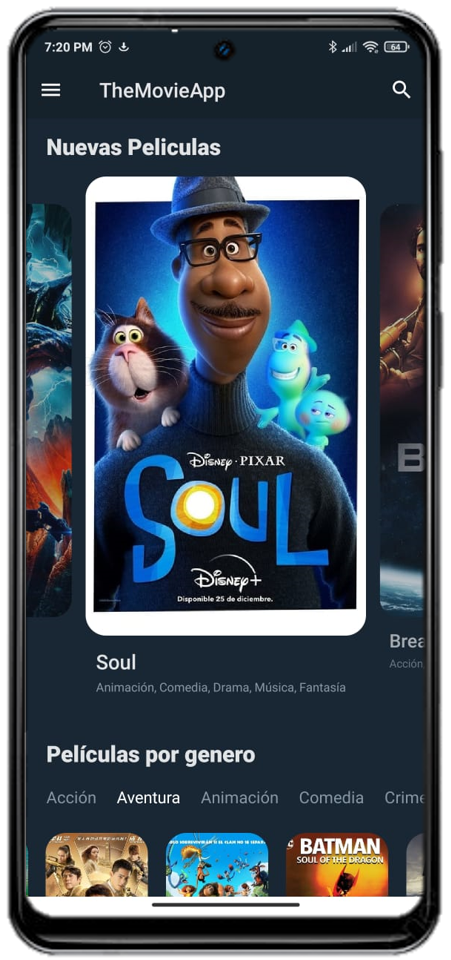 7:20 PM
64
TheMovieApp
Nuevas Peliculas
Disney · PIXAR
SOUL
Disney+
Disponible 25 de diciembre.
B
Soul
Animación, Comedia, Drama, Música, Fantasía
Brea
Acción,
Películas por genero
Acción Aventura Animación Comedia Crime
BATMAN
SOUL OF THE DRAGON